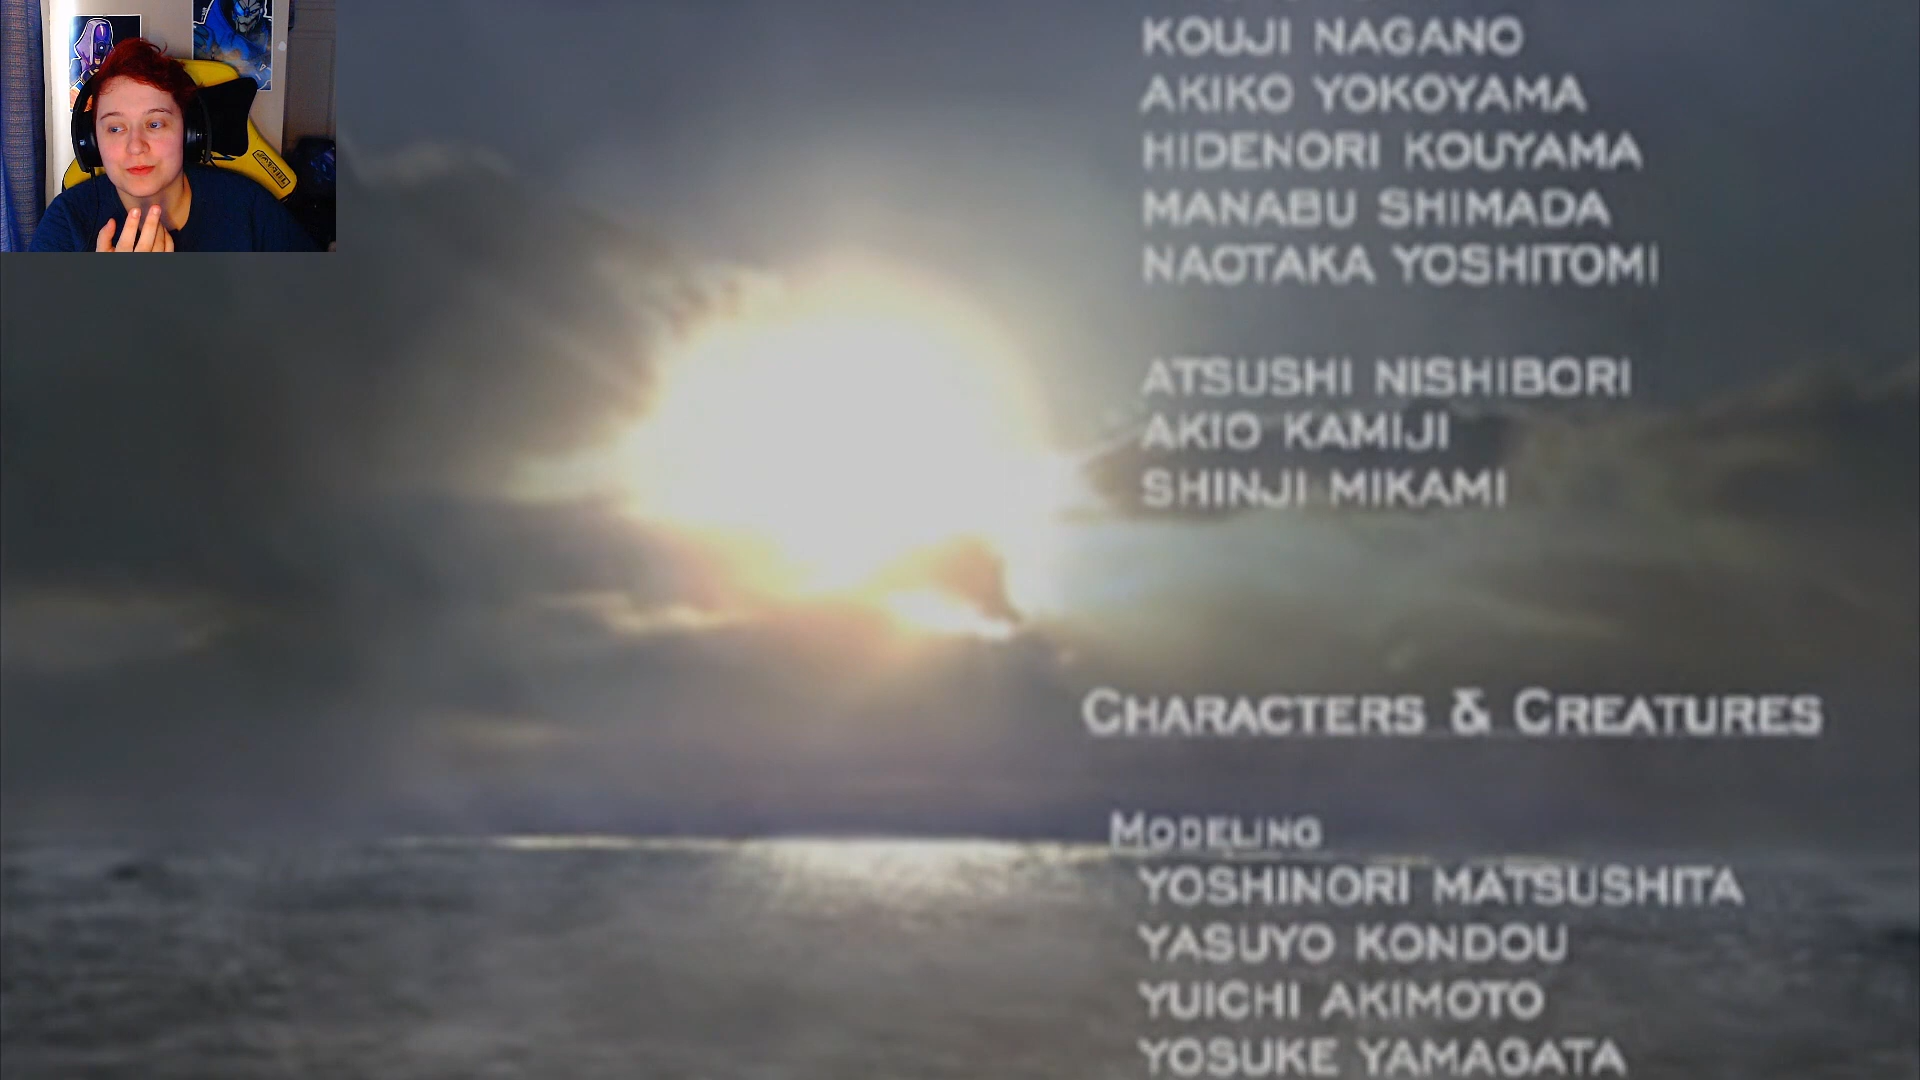 KOUJI NAGANO
AKIKO YOKOYAMA
HIDENORI KOUYAMA
MANABU SHIMADA
NAOTAKA YOSHITOMI
ATSUSHI NISHIBORI
AKIO KAMIJI
SHINJI MIKAMI
CHARACTERS & CREATURES
MODELING
YOSHINORI MATSUSHITA
YASUYO KONDOU
YUICHI AKIMOTO
YOSUKE YAMAGATA